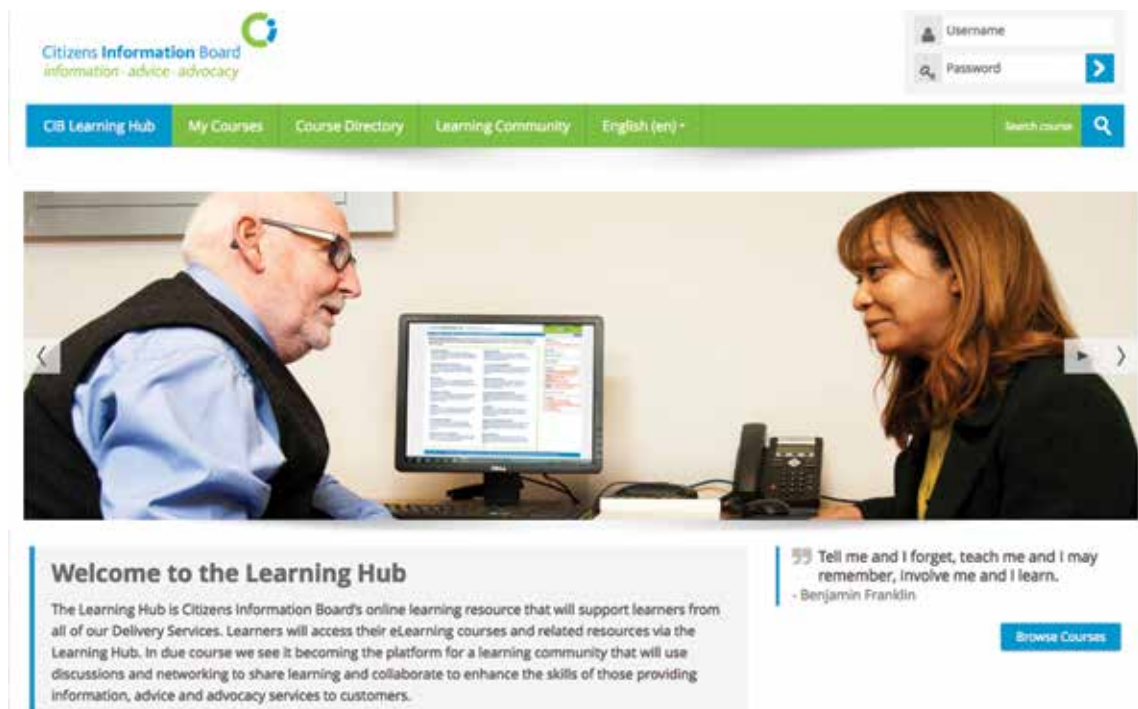 Citizens Information Board
information · advice · advocacy
Username
Password
CIB Learning Hub
My Courses
Course Directory
Learning Community
English (en)
Search course
DELL
Welcome to the Learning Hub
The Learning Hub is Citizens Information Board's online learning resource that will support learners from
all of our Delivery Services. Learners will access their eLearning courses and related resources via the
Learning Hub. In due course we see it becoming the platform for a learning community that will use
discussions and networking to share learning and collaborate to enhance the skills of those providing
information, advice and advocacy services to customers.
Tell me and I forget, teach me and I may
remember, involve me and I learn.
- Benjamin Franklin
Browse Courses